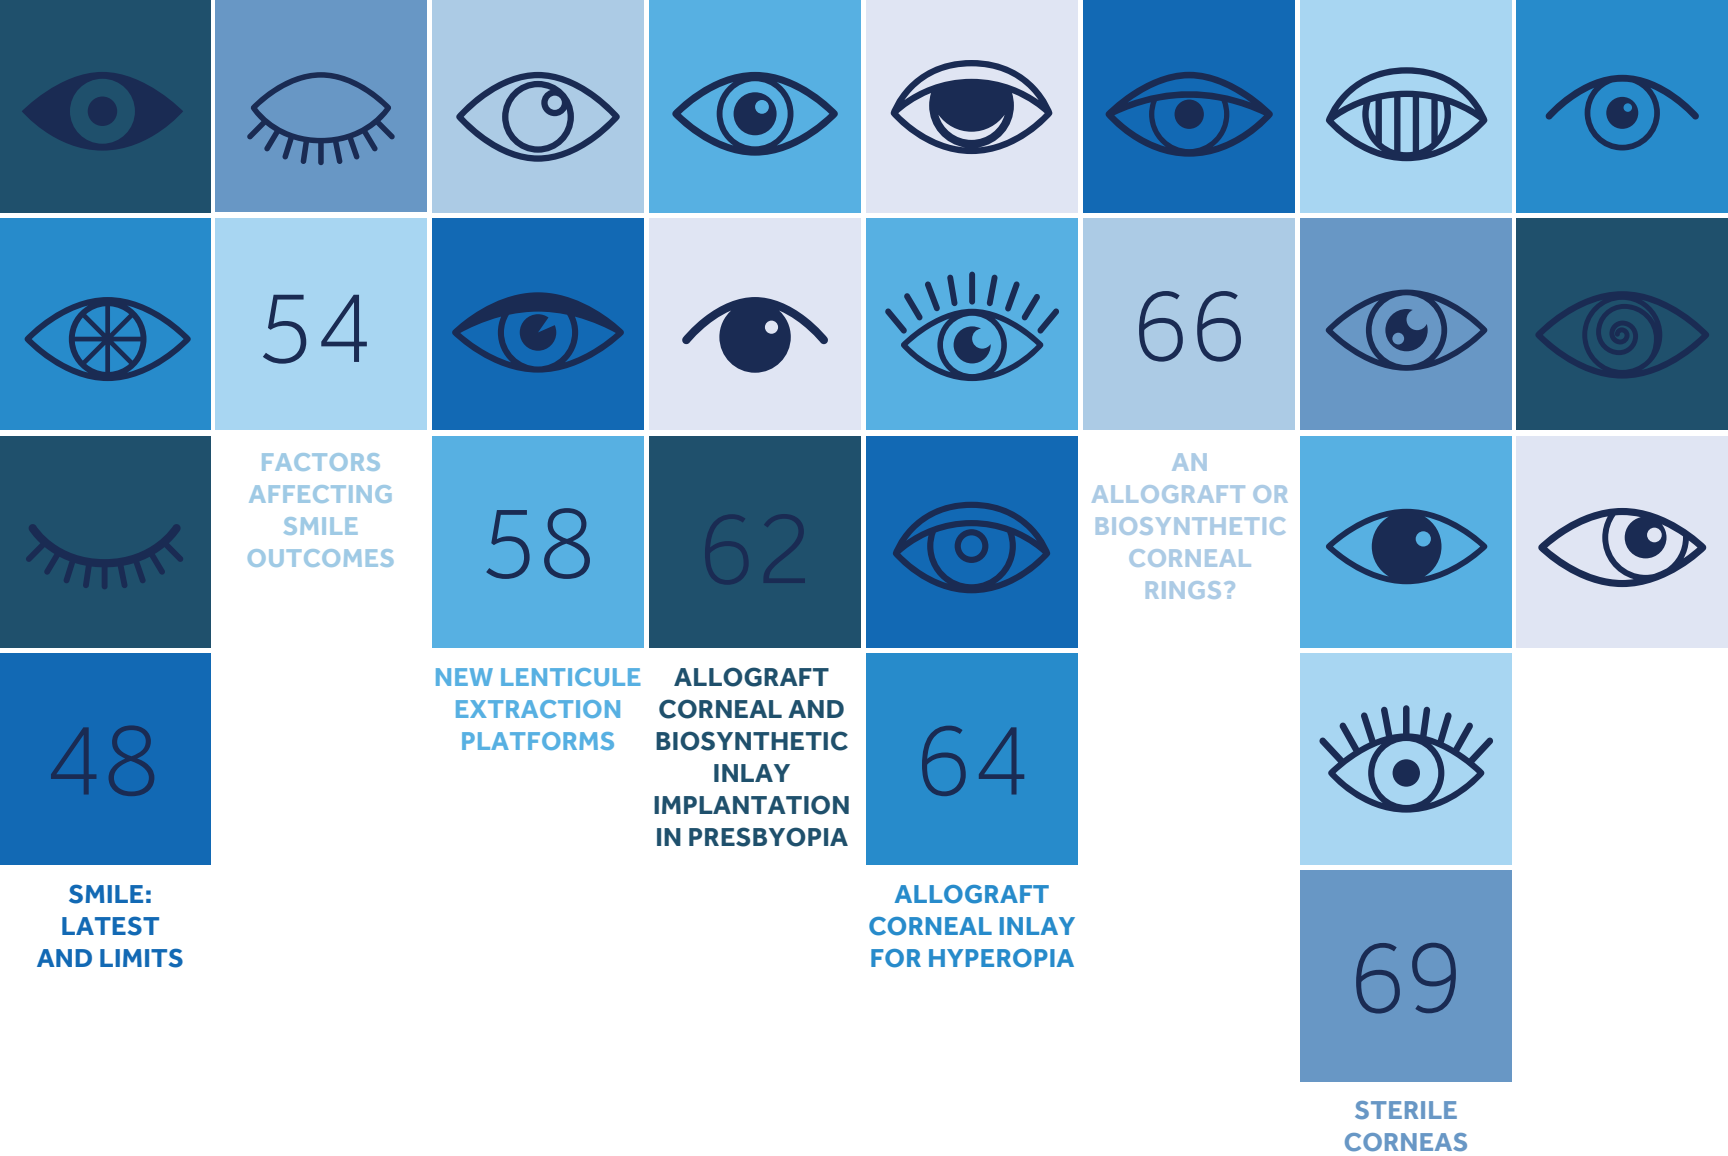 48
SMILE:
LATEST
AND LIMITS
54
FACTORS
AFFECTING
SMILE
OUTCOMES
58
NEW LENTICULE
EXTRACTION
PLATFORMS
62
ALLOGRAFT
CORNEAL AND
BIOSYNTHETIC
INLAY
IMPLANTATION
IN PRESBYOPIA
64
ALLOGRAFT
CORNEAL INLAY
FOR HYPEROPIA
66
AN
ALLOGRAFT OR
BIOSYNTHETIC
CORNEAL
RINGS?
69
STERILE
CORNEAS